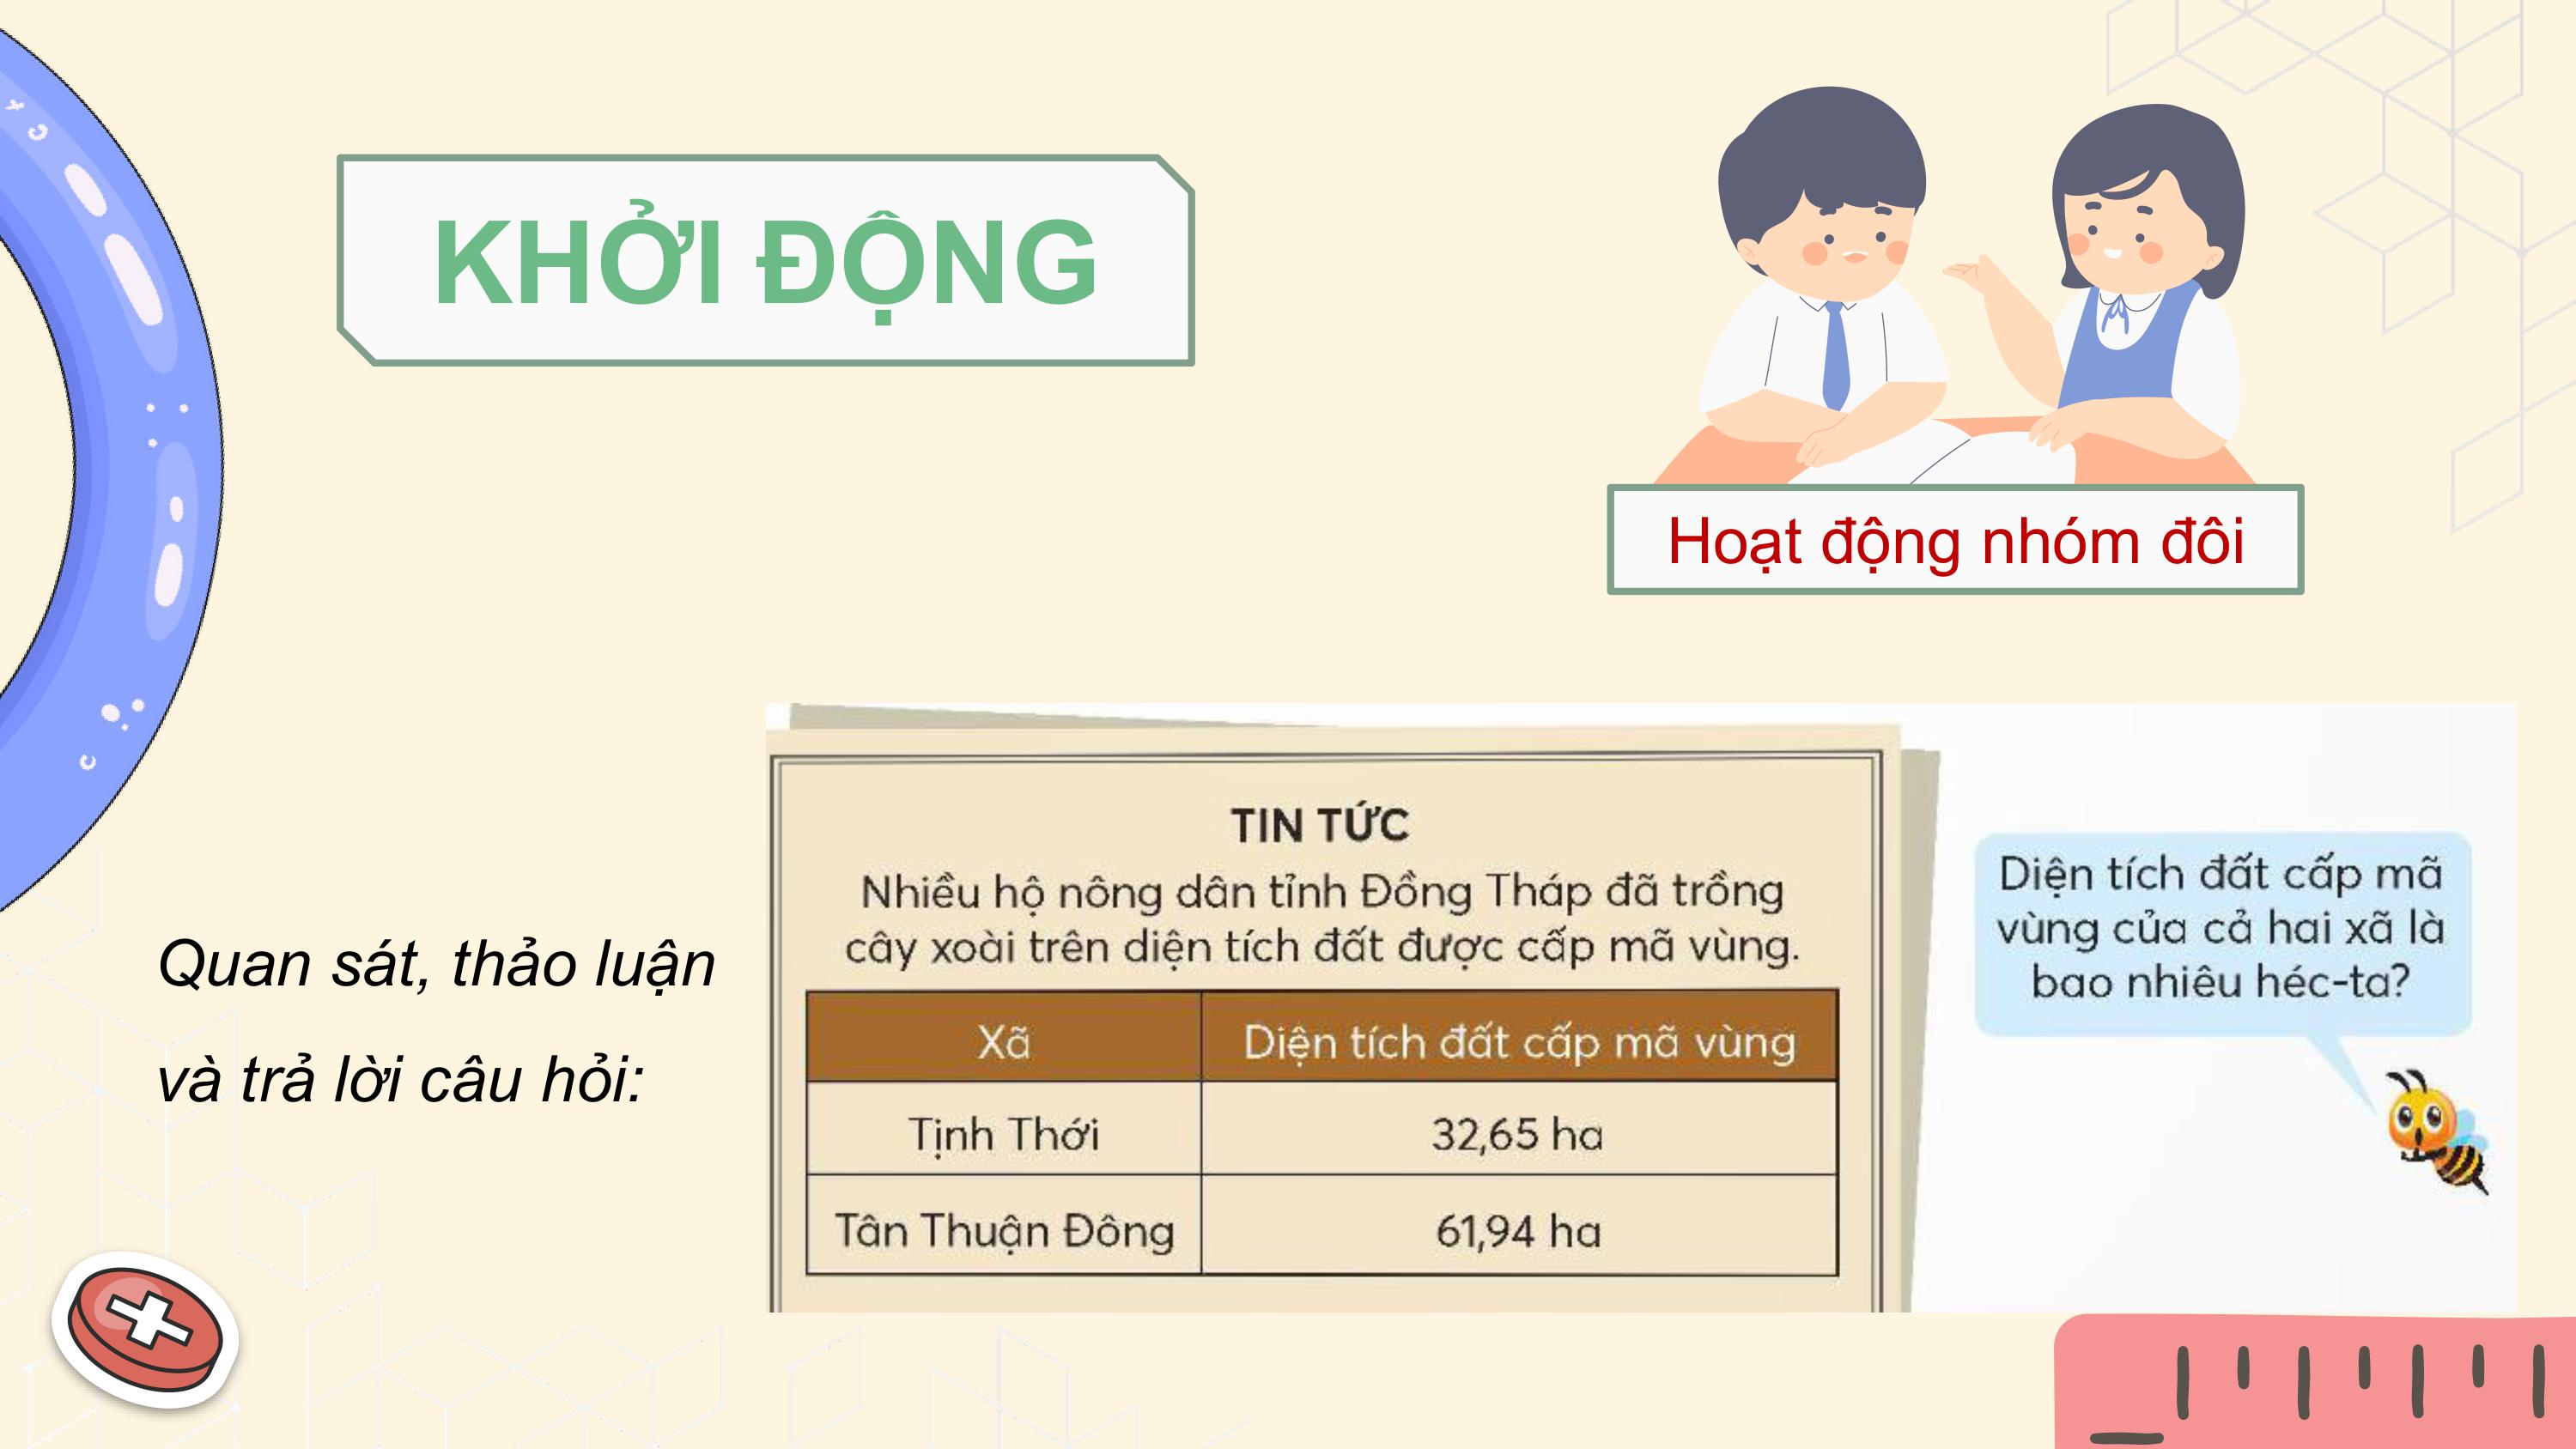 KHỞI ĐỘNG
Hoạt động nhóm đôi
Quan sát, thảo luận
và trả lời câu hỏi:
TIN TỨC
Nhiều hộ nông dân tỉnh Đồng Tháp đã trồng
cây xoài trên diện tích đất được cấp mã vùng.
Xã Diện tích đất cấp mã vùng
Tịnh Thới 32,65 ha
Tân Thuận Đông 61,94 ha
Diện tích đất cấp mã
vùng của cả hai xã là
bao nhiêu héc-ta?